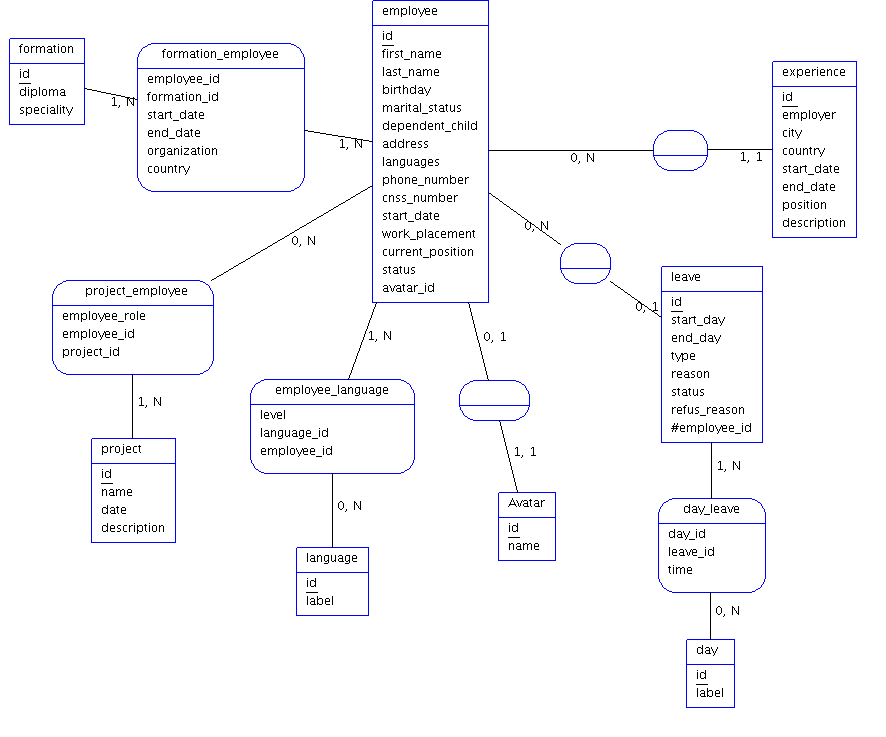 employee
id
first_name
last_name
birthday
marital_status
dependent_child
address
languages
phone_number
cnss_number
start_date
work_placement
current_position
status
avatar_id
formation
id
diploma
speciality
1, N
formation_employee
employee_id
formation_id
start_date
end_date
organization
country
1, N
experience
id
employer
city
country
start_date
end_date
position
description
0, N
1, 1
0, N
0, 1
leave
id
start_day
end_day
type
reason
status
refus_reason
#employee_id
0, N
project_employee
employee_role
employee_id
project_id
1, N
project
id
name
date
description
1, N
employee_language
level
language_id
employee_id
0, N
language
id
label
0, 1
1, 1
Avatar
id
name
1, N
day_leave
day_id
leave_id
time
0, N
day
id
label